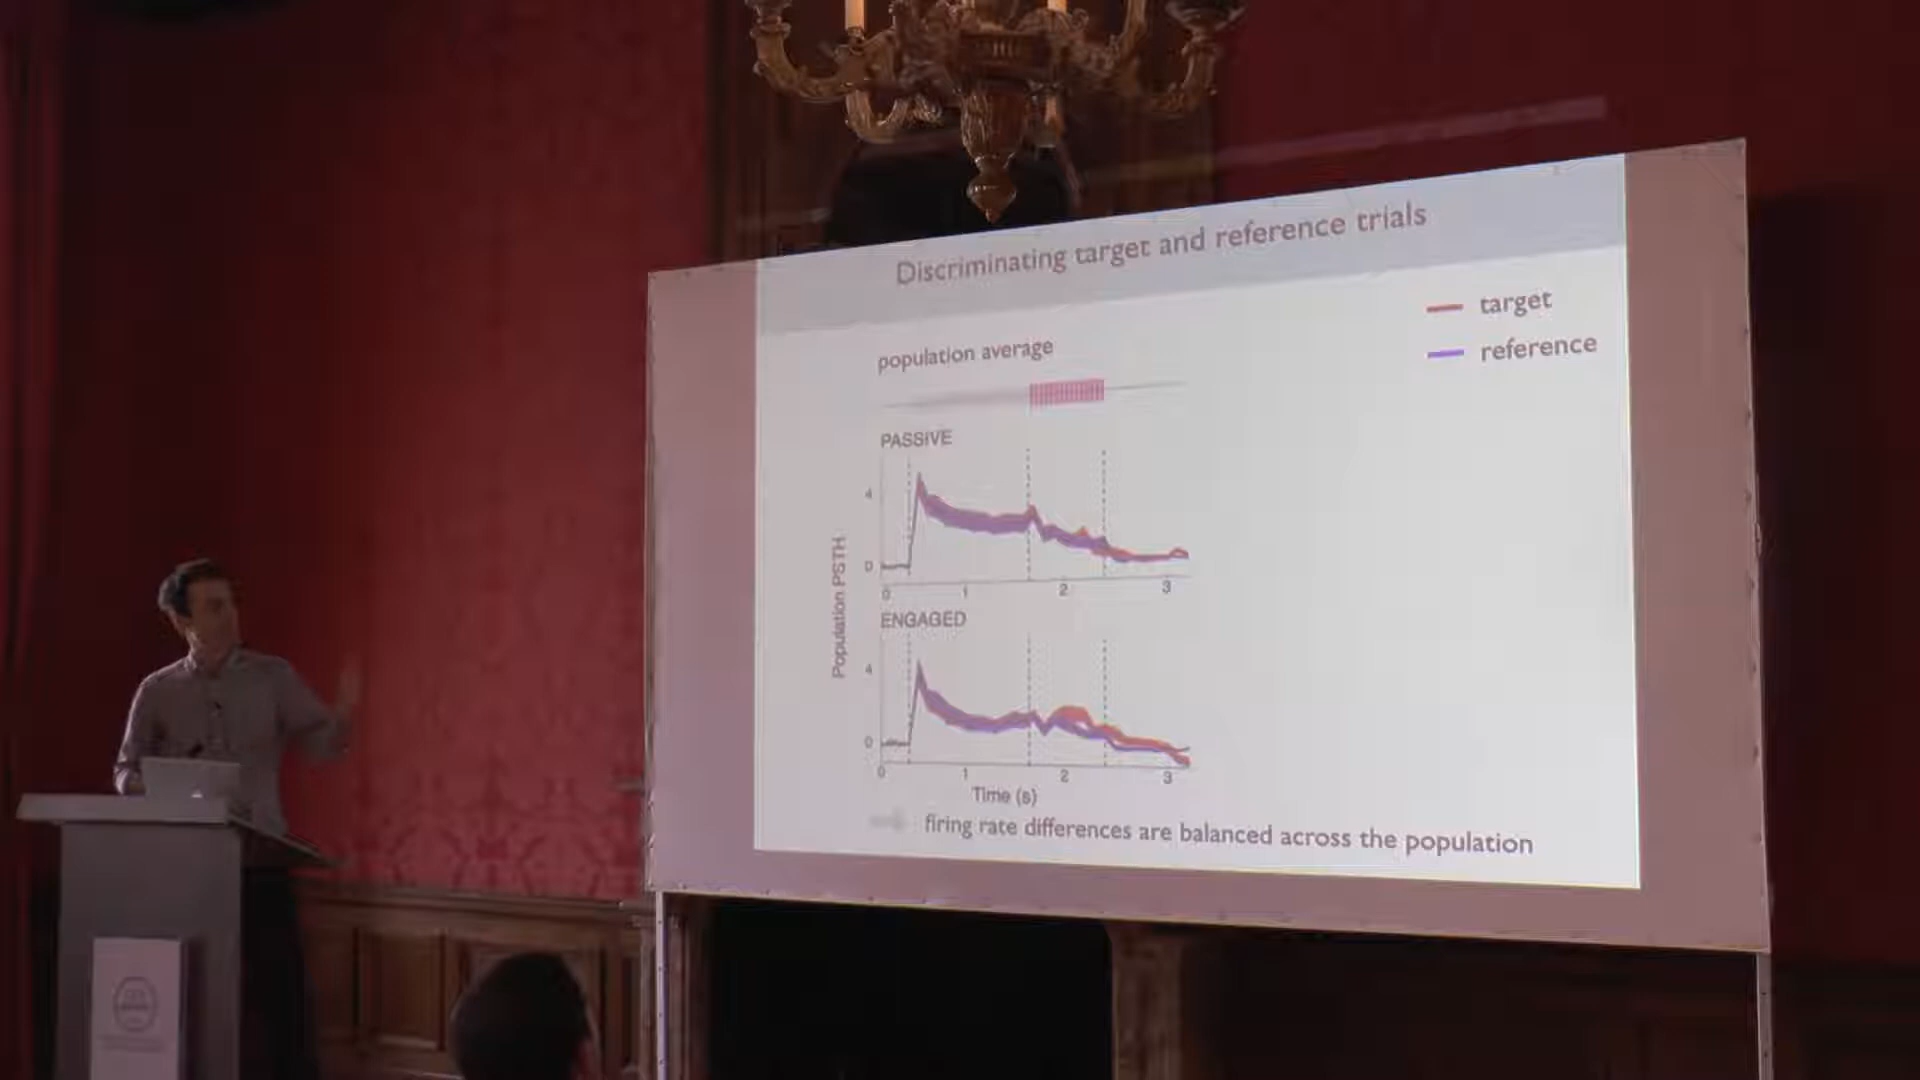 Discriminating target and reference trials
target
reference
population average
PASSIVE
4
0
0 1 2 3
Population PSTH
ENGAGED
4
0
0 1 2 3
Time (s)
firing rate differences are balanced across the population